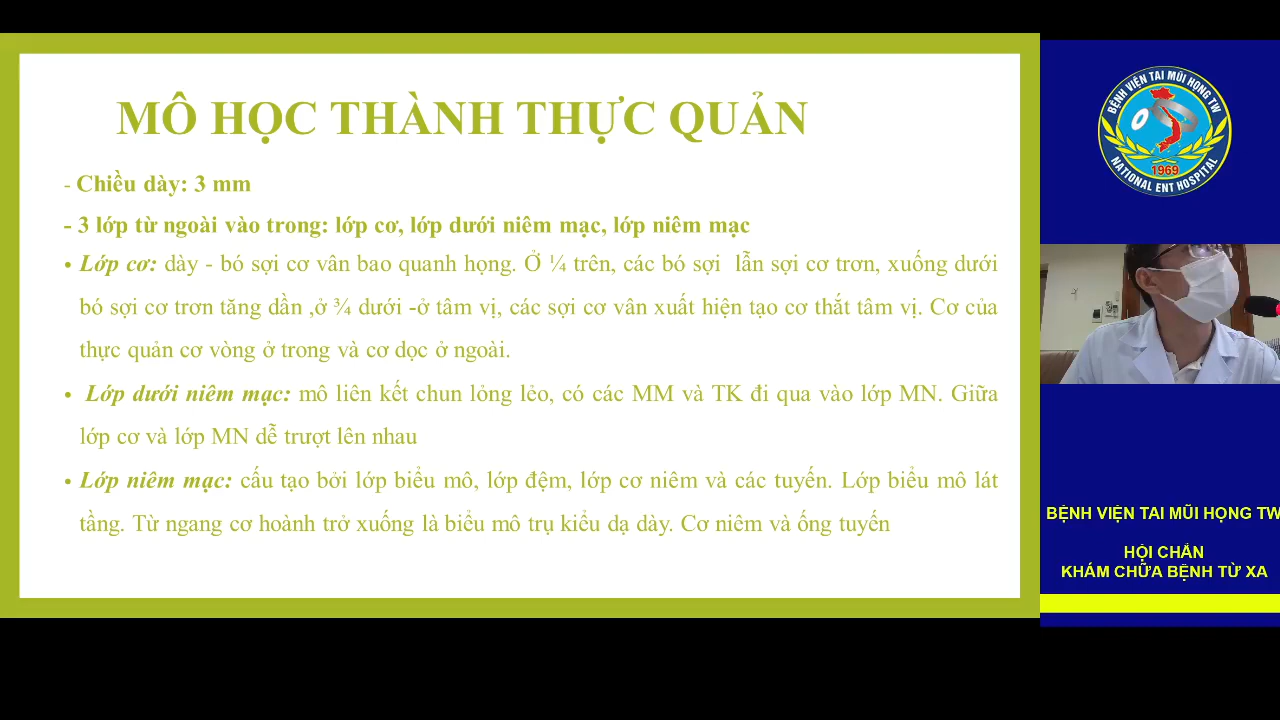 MÔ HỌC THÀNH THỰC QUẢN
- Chiều dày: 3 mm
- 3 lớp từ ngoài vào trong: lớp cơ, lớp dưới niêm mạc, lớp niêm mạc
• Lớp cơ: dày - bó sợi cơ vân bao quanh họng. Ở ¼ trên, các bó sợi lẫn sợi cơ trơn, xuống dưới
bó sợi cơ trơn tăng dần ,ở ¾ dưới -ở tâm vị, các sợi cơ vân xuất hiện tạo cơ thắt tâm vị. Cơ của
thực quản cơ vòng ở trong và cơ dọc ở ngoài.
• Lớp dưới niêm mạc: mô liên kết chun lỏng lẻo, có các MM và TK đi qua vào lớp MN. Giữa
lớp cơ và lớp MN dễ trượt lên nhau
• Lớp niêm mạc: cấu tạo bởi lớp biểu mô, lớp đệm, lớp cơ niêm và các tuyến. Lớp biểu mô lát
tầng. Từ ngang cơ hoành trở xuống là biểu mô trụ kiểu dạ dày. Cơ niêm và ống tuyến
BỆNH VIỆN TAI MŨI HỌNG TW
1969
NATIONAL ENT HOSPITAL
BỆNH VIỆN TAI MŨI HỌNG TW
HỘI CHẨN
KHÁM CHỮA BỆNH TỪ XA